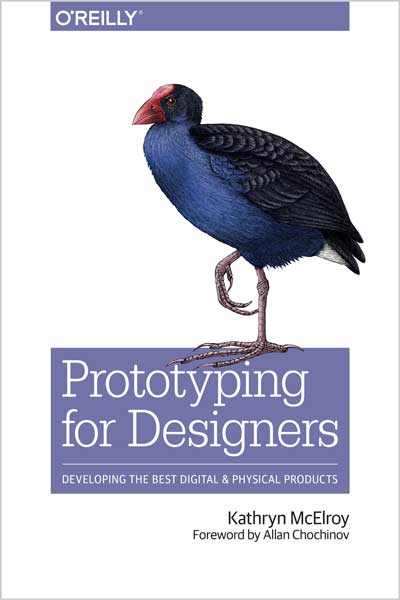 O'REILLY®
Prototyping
for Designers
DEVELOPING THE BEST DIGITAL & PHYSICAL PRODUCTS
Kathryn McElroy
Foreword by Allan Chochinov